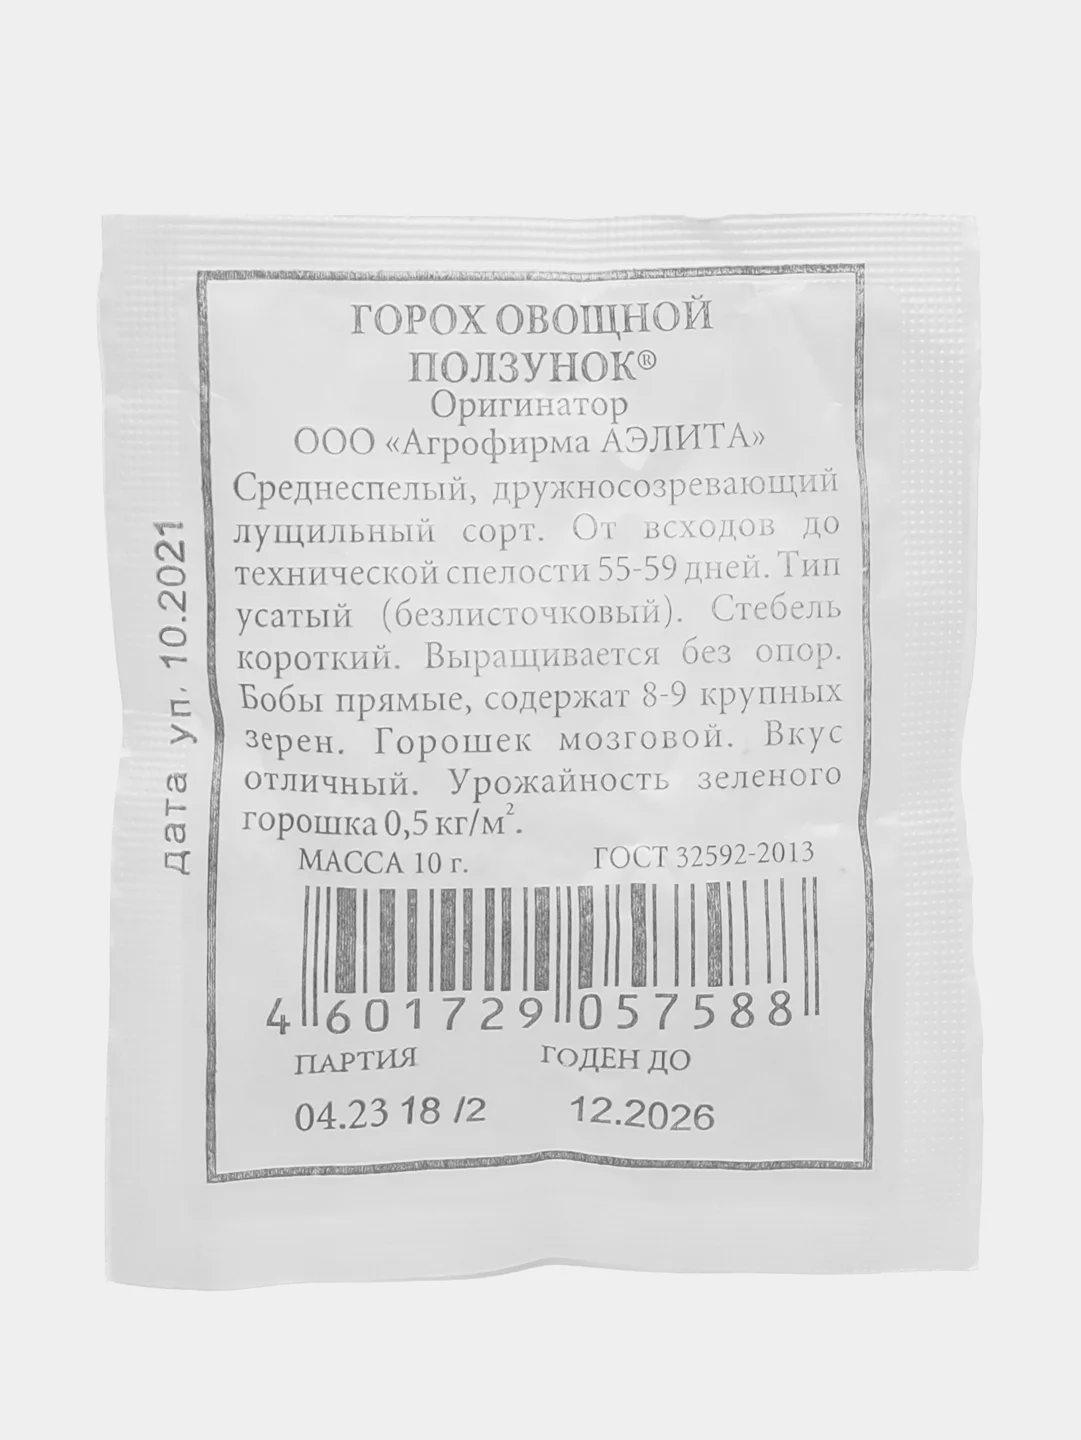 ГОРОХ ОВОЩНОЙ
ПОЛЗУНОК®
Оригинатор
ООО «Агрофирма АЭЛИТА»
Среднеспелый, дружносозревающий
лущильный сорт. От всходов до
технической спелости 55-59 дней. Тип
усатый (безлисточковый). Стебель
короткий. Выращивается без опор.
Бобы прямые, содержат 8-9 крупных
зерен. Горошек мозговой. Вкус
отличный. Урожайность зеленого
горошка 0,5 кг/м².
МАССА 10 г. ГОСТ 32592-2013
4 601729 057588
ПАРТИЯ ГОДЕН ДО
04.23 18 /2 12.2026
Дата уп. 10.2021